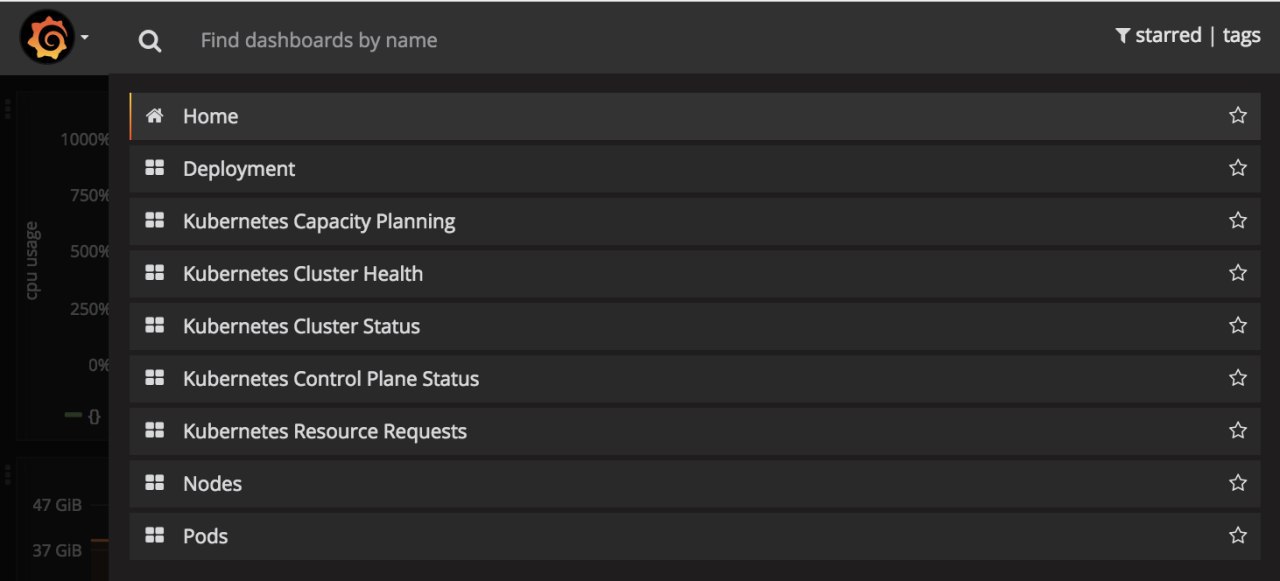 Find dashboards by name
starred | tags
Home
Deployment
Kubernetes Capacity Planning
Kubernetes Cluster Health
Kubernetes Cluster Status
Kubernetes Control Plane Status
Kubernetes Resource Requests
Nodes
Pods
cpu usage
1000%
750%
500%
250%
0%
{}
47 GiB
37 GiB